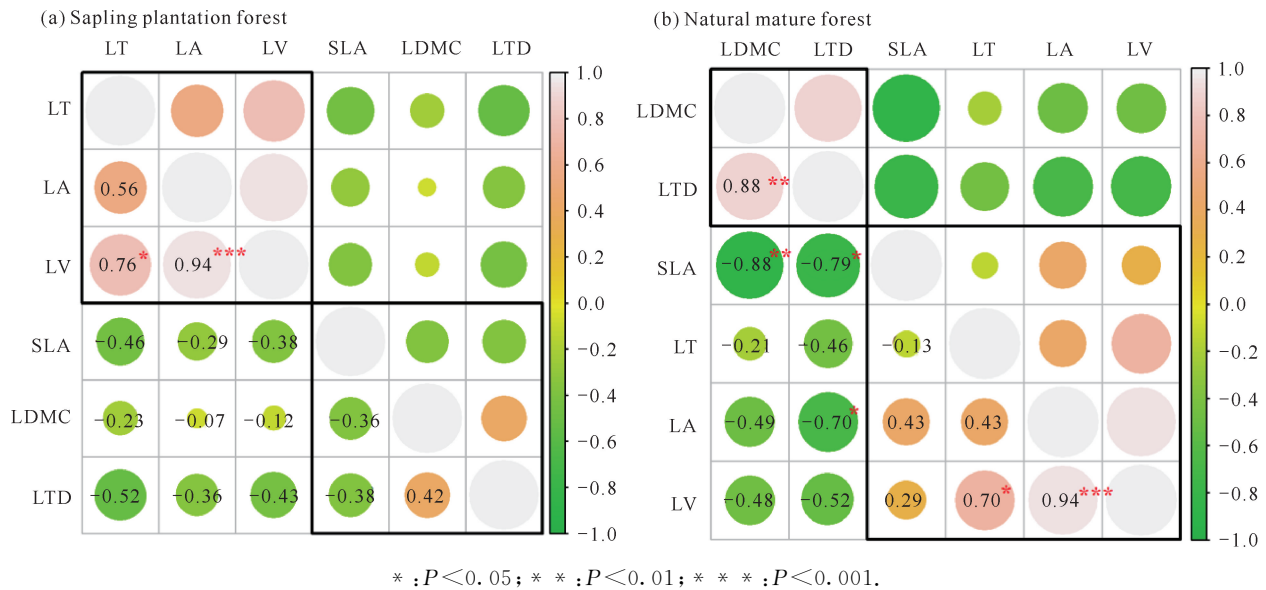 (a) Sapling plantation forest
LT LA LV SLA LDMC LTD
LT
LA 0.56
LV 0.76 * 0.94 ***
SLA −0.46 −0.29 −0.38
LDMC −0.23 −0.07 −0.12 −0.36
LTD −0.52 −0.36 −0.43 −0.38 0.42
1.0
0.8
0.6
0.4
0.2
0.0
−0.2
−0.4
−0.6
−0.8
−1.0
(b) Natural mature forest
LDMC LTD SLA LT LA LV
LDMC
LTD 0.88 **
SLA −0.88 ** −0.79 *
LT −0.21 −0.46 −0.13
LA −0.49 −0.70 * 0.43 0.43
LV −0.48 −0.52 0.29 0.70 * 0.94 ***
1.0
0.8
0.6
0.4
0.2
0.0
−0.2
−0.4
−0.6
−0.8
−1.0
* :P<0.05; * * :P<0.01; * * * :P<0.001.